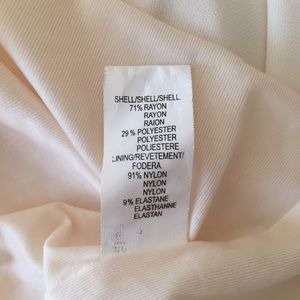 SHELL/SHELL/SHELL
71% RAYON
RAYON
RAION
29% POLYESTER
POLYESTER
POLIESTERE
LINING/REVETEMENT/
FODERA
91% NYLON
NYLON
NYLON
9% ELASTANE
ELASTHANNE
ELASTAN